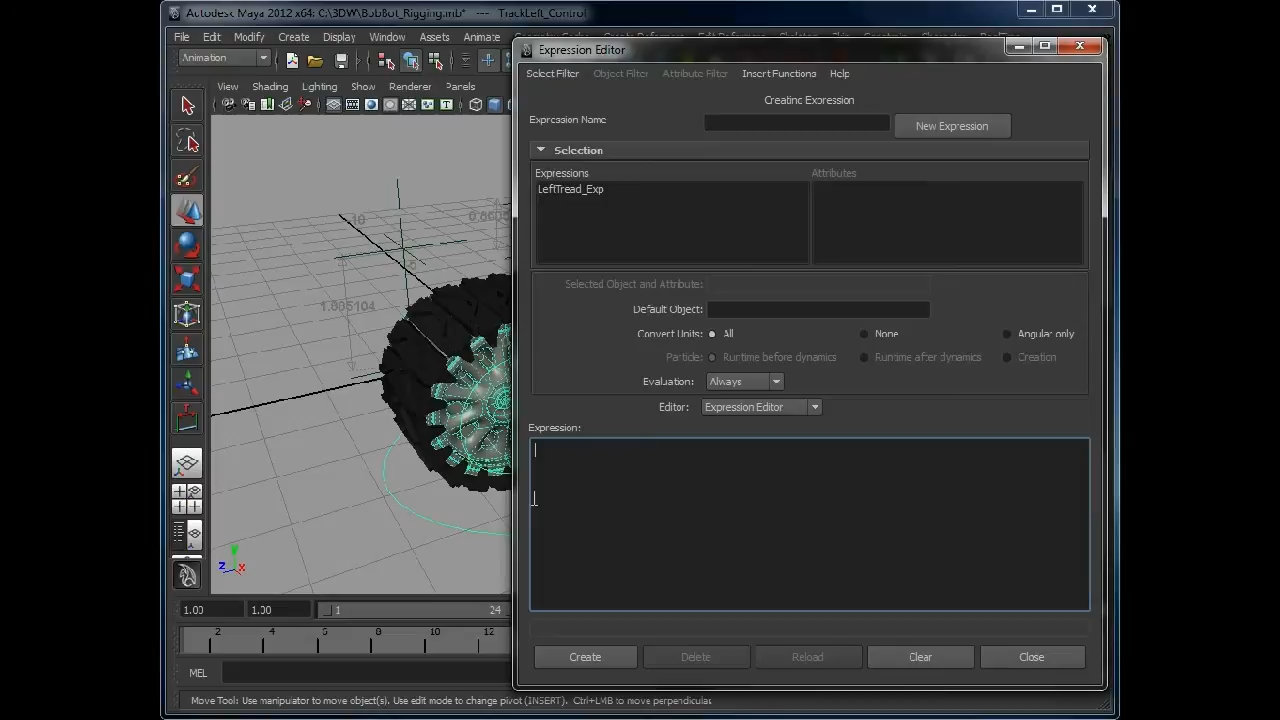 Autodesk Maya 2012 x64: C:\3DW\BobBot_Rigging.mb* --- TrackLeft_Control
File Edit Modify Create Display Window Assets Animate
Expression Editor
Animation
Select Filter Object Filter Attribute Filter Insert Functions Help
View Shading Lighting Show Renderer Panels
Creating Expression
Expression Name
New Expression
Selection
Expressions Attributes
LeftTread_Exp
10
1.885104
Selected Object and Attribute:
Default Object:
Convert Units: All None Angular only
Particle: Runtime before dynamics Runtime after dynamics Creation
Evaluation: Always
Editor: Expression Editor
Expression:
y
z x
1.00 1.00 1 24
2 4 6 8 10 12
Create Delete Reload Clear Close
MEL
Move Tool: Use manipulator to move object(s). Use edit mode to change pivot (INSERT). Ctrl+LMB to move perpendicular.